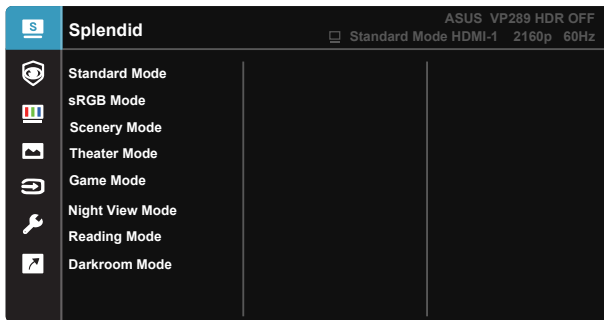 S
Splendid
ASUS VP289 HDR OFF
Standard Mode HDMI-1 2160p 60Hz
Standard Mode
sRGB Mode
Scenery Mode
Theater Mode
Game Mode
Night View Mode
Reading Mode
Darkroom Mode